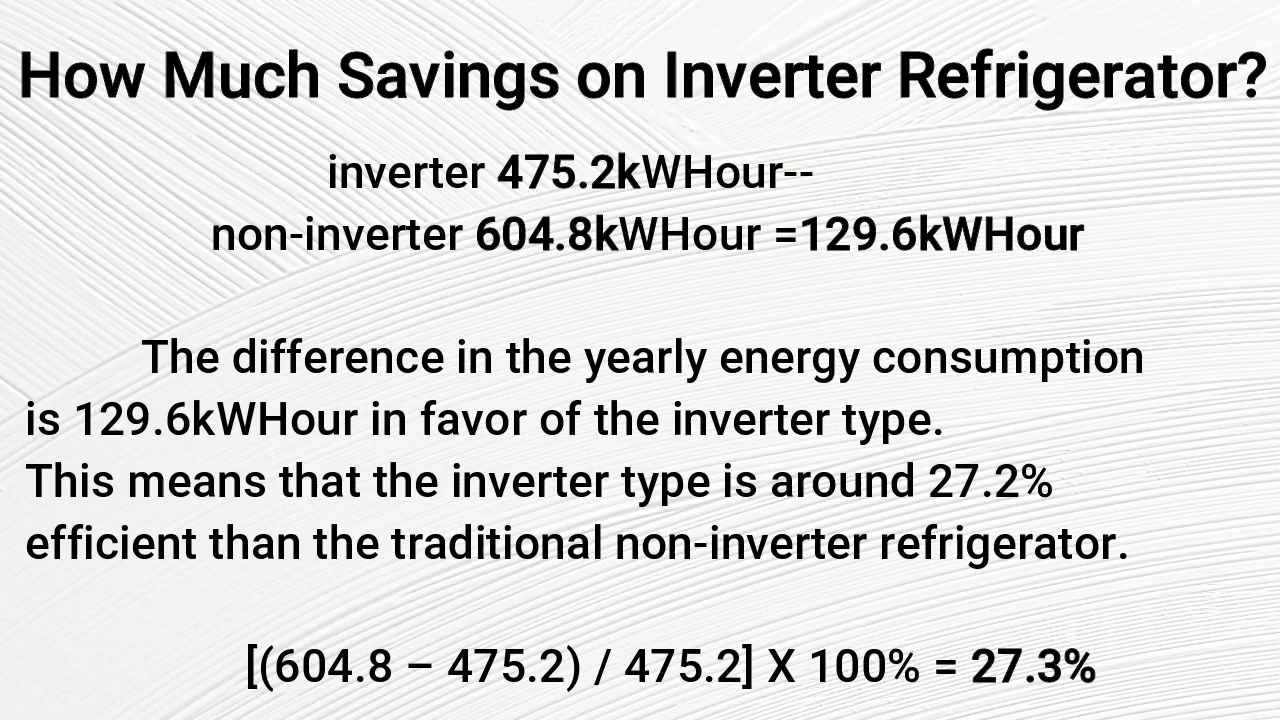 How Much Savings on Inverter Refrigerator?
inverter 475.2kWHour--
non-inverter 604.8kWHour =129.6kWHour
The difference in the yearly energy consumption
is 129.6kWHour in favor of the inverter type.
This means that the inverter type is around 27.2%
efficient than the traditional non-inverter refrigerator.
[(604.8 – 475.2) / 475.2] X 100% = 27.3%